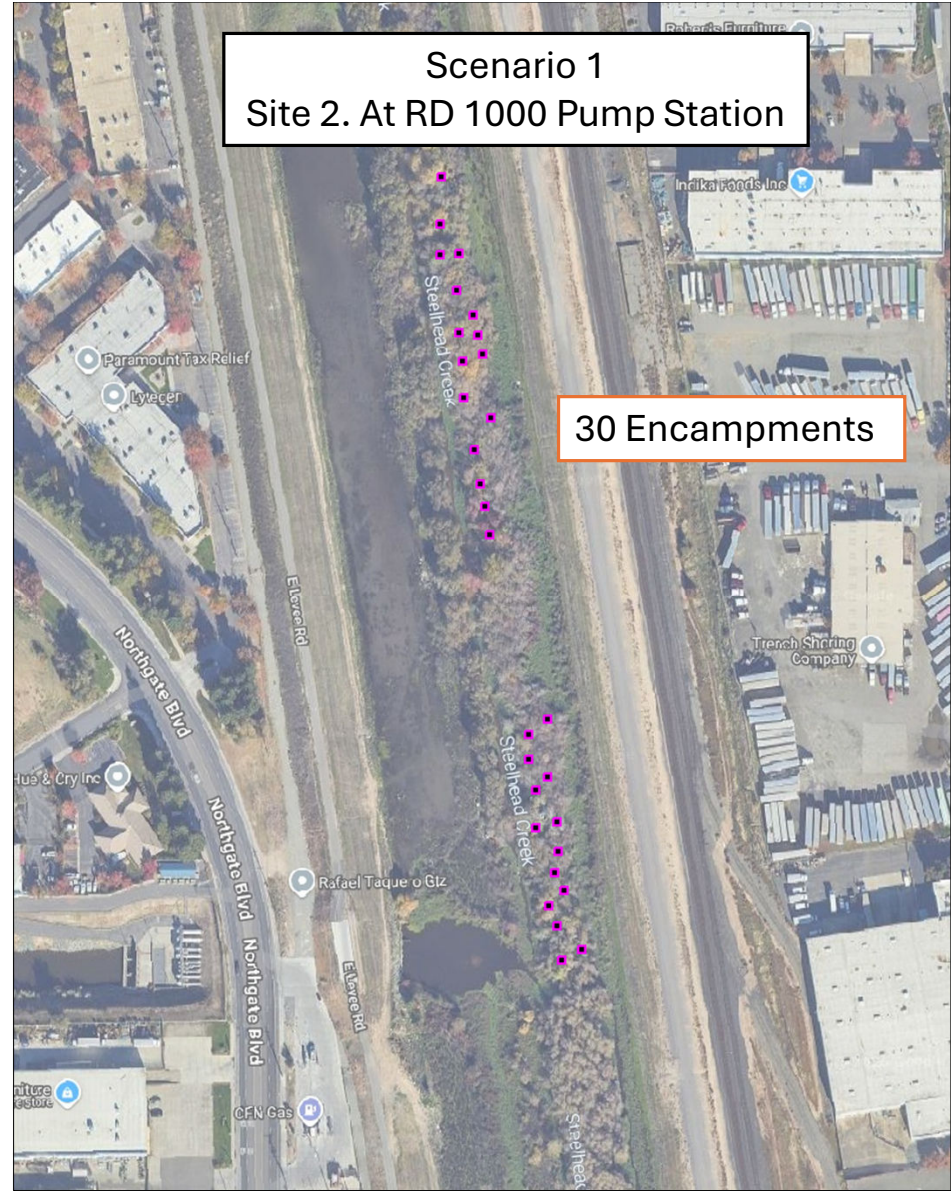 Scenario 1
Site 2. At RD 1000 Pump Station
Indika Foods Inc
Steelhead Creek
Paramount Tax Relief
30 Encampments
E Levee Rd
Northgate Blvd
Trench Shoring
Company
Steelhead Creek
Hue & Cry Inc
Northgate Blvd
Rafael Taque o Gtz
Northgate Blvd
E Levee Rd
niture
e Store
CFN Gas
Steelhead